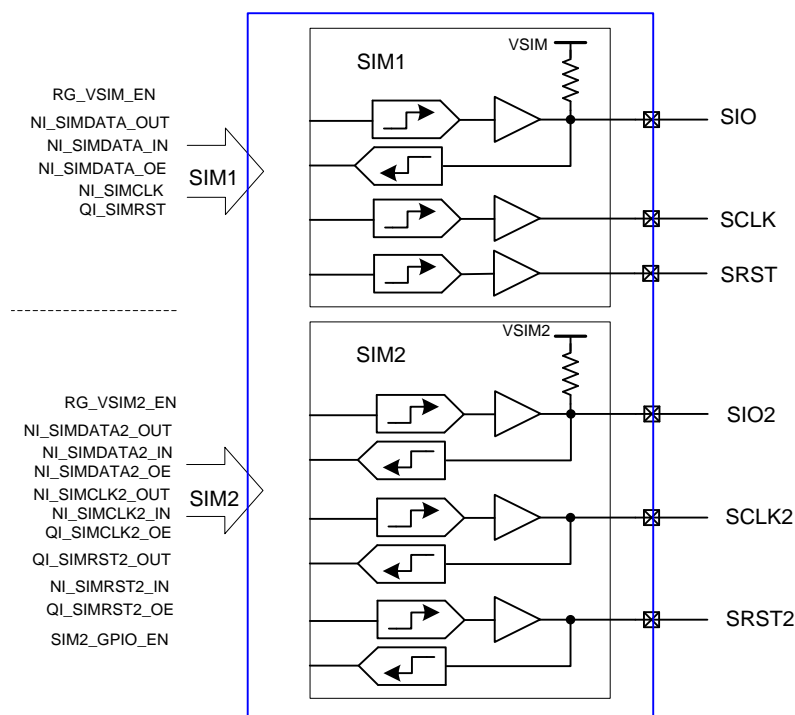 VSIM
SIM1
RG_VSIM_EN
NI_SIMDATA_OUT
NI_SIMDATA_IN
NI_SIMDATA_OE
NI_SIMCLK
QI_SIMRST
SIM1
SIO
SCLK
SRST
VSIM2
SIM2
RG_VSIM2_EN
NI_SIMDATA2_OUT
NI_SIMDATA2_IN
NI_SIMDATA2_OE
NI_SIMCLK2_OUT
NI_SIMCLK2_IN
QI_SIMCLK2_OE
QI_SIMRST2_OUT
NI_SIMRST2_IN
QI_SIMRST2_OE
SIM2_GPIO_EN
SIM2
SIO2
SCLK2
SRST2